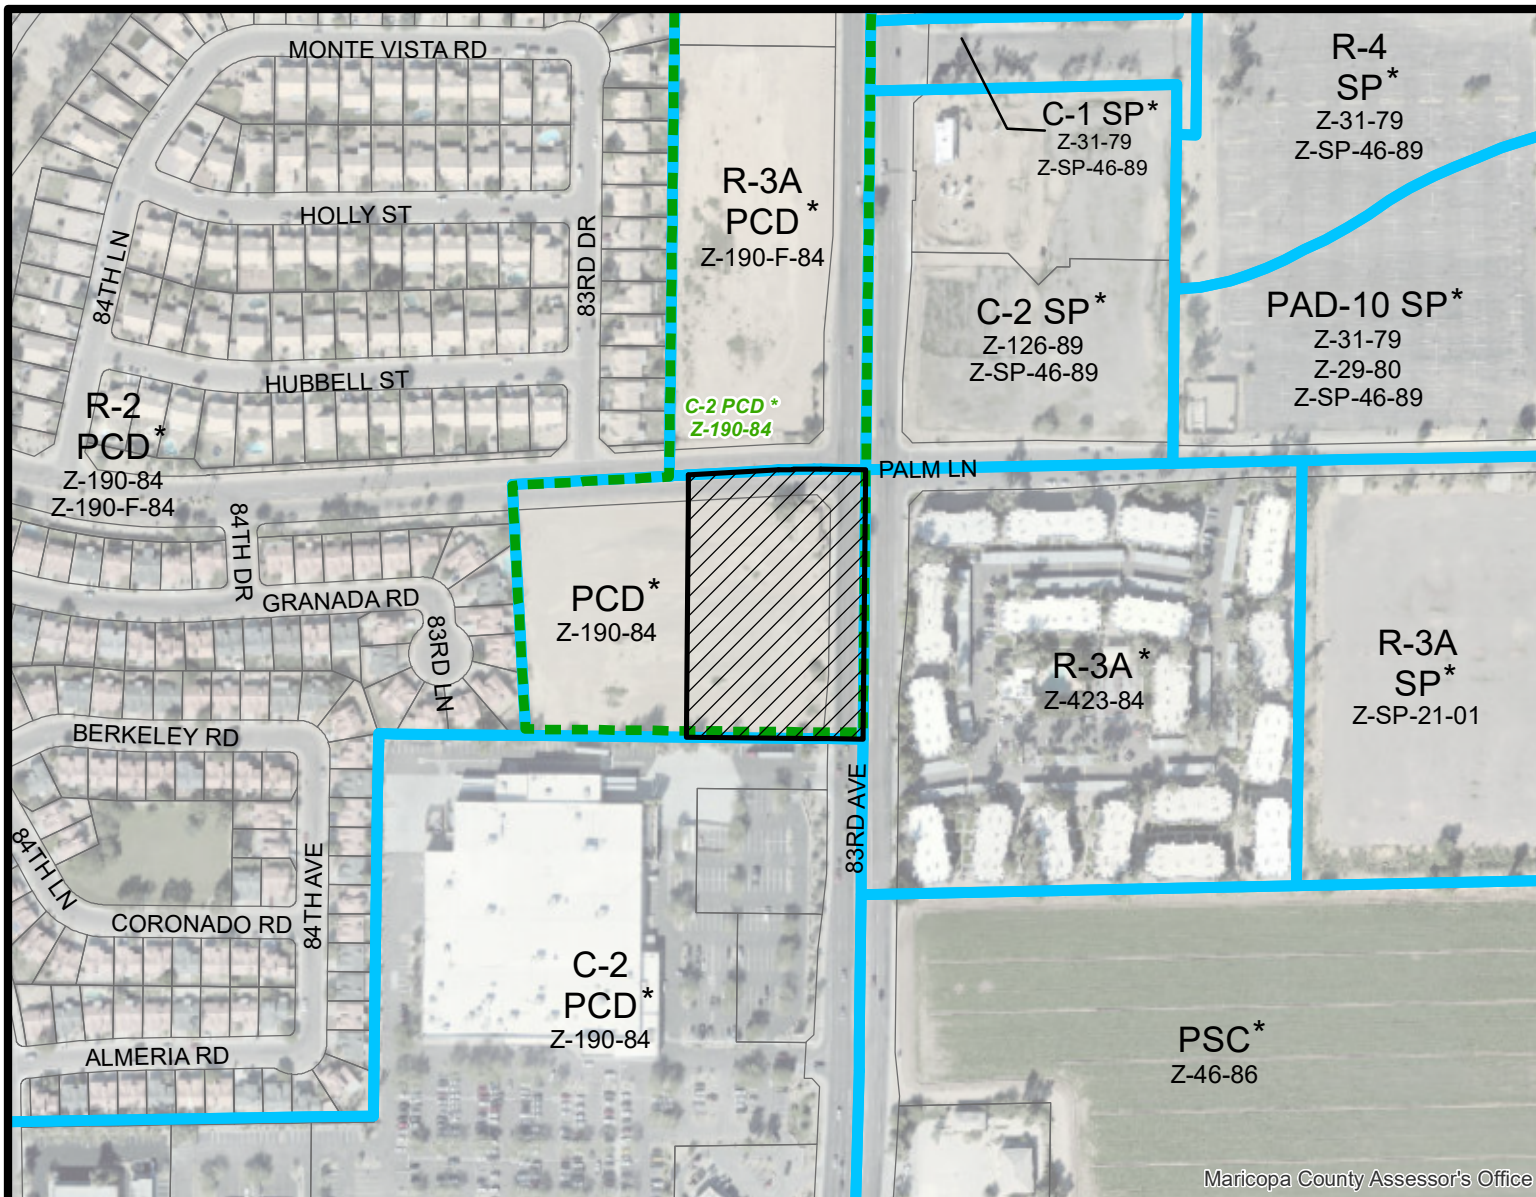 MONTE VISTA RD
R-4
SP*
Z-31-79
Z-SP-46-89
C-1 SP*
Z-31-79
Z-SP-46-89
R-3A
PCD*
Z-190-F-84
HOLLY ST
84TH LN
83RD DR
C-2 SP*
Z-126-89
Z-SP-46-89
PAD-10 SP*
Z-31-79
Z-29-80
Z-SP-46-89
HUBBELL ST
C-2 PCD *
Z-190-84
R-2
PCD*
Z-190-84
Z-190-F-84
PALM LN
84TH DR
GRANADA RD
83RD LN
PCD*
Z-190-84
R-3A*
Z-423-84
R-3A
SP*
Z-SP-21-01
BERKELEY RD
83RD AVE
84TH LN
84TH AVE
CORONADO RD
C-2
PCD*
Z-190-84
ALMERIA RD
PSC*
Z-46-86
Maricopa County Assessor's Office